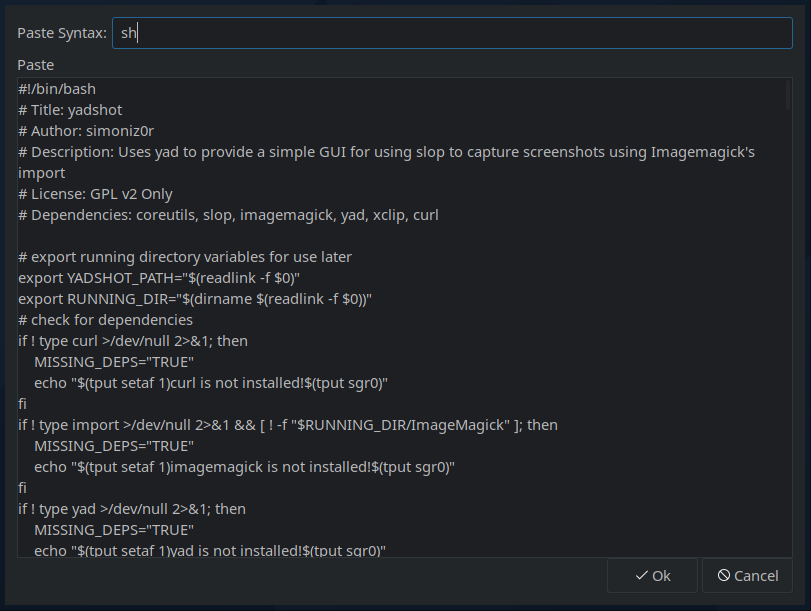 Paste Syntax: sh
Paste
#!/bin/bash
# Title: yadshot
# Author: simoniz0r
# Description: Uses yad to provide a simple GUI for using slop to capture screenshots using Imagemagick's
import
# License: GPL v2 Only
# Dependencies: coreutils, slop, imagemagick, yad, xclip, curl

# export running directory variables for use later
export YADSHOT_PATH="$(readlink -f $0)"
export RUNNING_DIR="$(dirname $(readlink -f $0))"
# check for dependencies
if ! type curl >/dev/null 2>&1; then
    MISSING_DEPS="TRUE"
    echo "$(tput setaf 1)curl is not installed!$(tput sgr0)"
fi
if ! type import >/dev/null 2>&1 && [ ! -f "$RUNNING_DIR/ImageMagick" ]; then
    MISSING_DEPS="TRUE"
    echo "$(tput setaf 1)imagemagick is not installed!$(tput sgr0)"
fi
if ! type yad >/dev/null 2>&1; then
    MISSING_DEPS="TRUE"
    echo "$(tput setaf 1)yad is not installed!$(tput sgr0)"
Ok Cancel